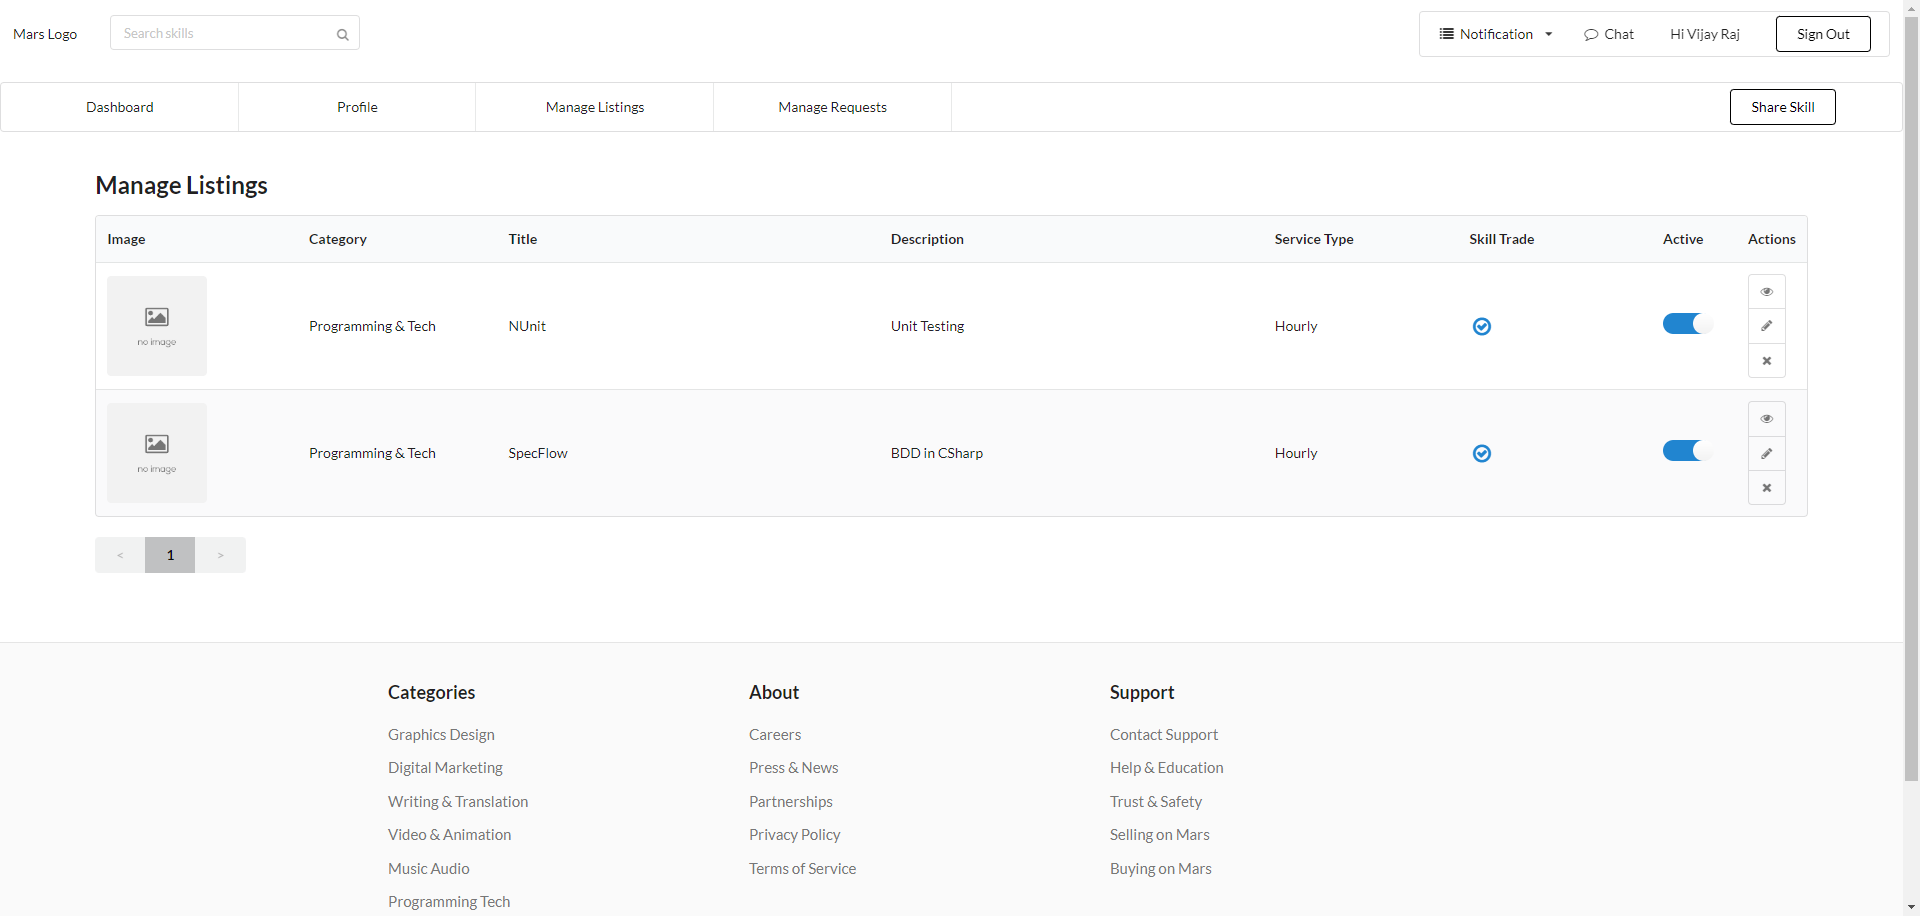 Mars Logo
Search skills
Notification
Chat
Hi Vijay Raj
Sign Out
Dashboard
Profile
Manage Listings
Manage Requests
Share Skill
Manage Listings
Image Category Title Description Service Type Skill Trade Active Actions
no image
Programming & Tech NUnit Unit Testing Hourly
no image
Programming & Tech SpecFlow BDD in CSharp Hourly
< 1 >
Categories
Graphics Design
Digital Marketing
Writing & Translation
Video & Animation
Music Audio
Programming Tech
About
Careers
Press & News
Partnerships
Privacy Policy
Terms of Service
Support
Contact Support
Help & Education
Trust & Safety
Selling on Mars
Buying on Mars